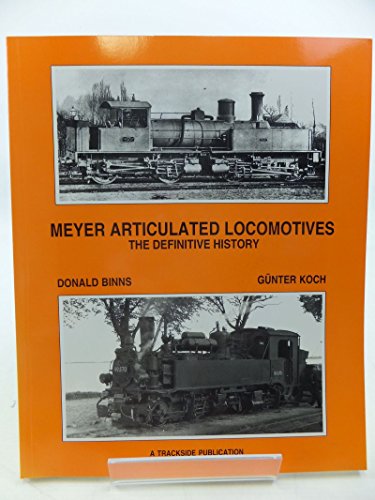 MEYER ARTICULATED LOCOMOTIVES
THE DEFINITIVE HISTORY
DONALD BINNS GÜNTER KOCH
A TRACKSIDE PUBLICATION